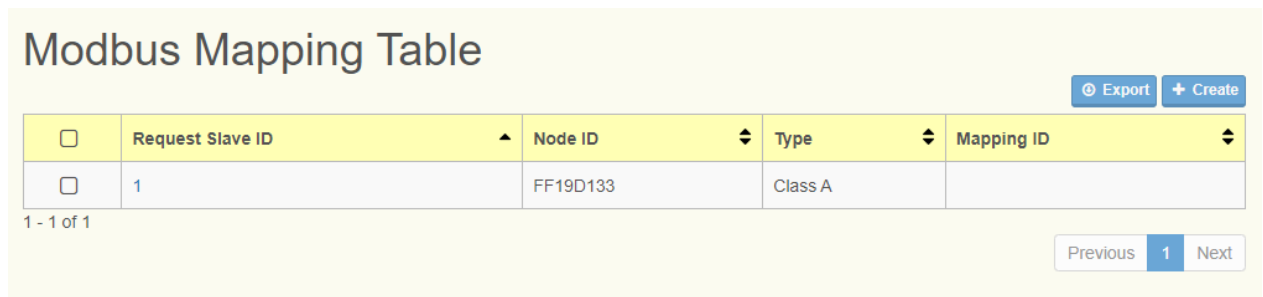 Modbus Mapping Table
Export + Create
Request Slave ID Node ID Type Mapping ID
1 FF19D133 Class A
1 - 1 of 1
Previous 1 Next